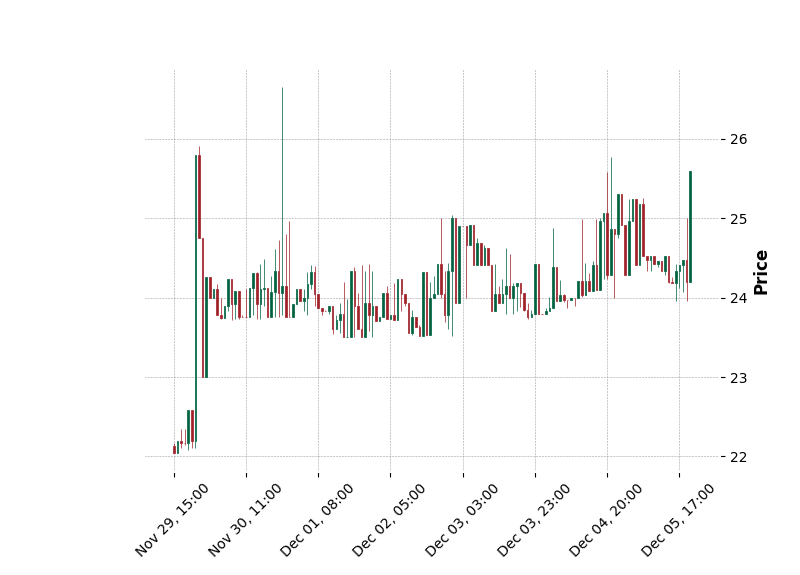 26
25
24
23
22
Price
Nov 29, 15:00
Nov 30, 11:00
Dec 01, 08:00
Dec 02, 05:00
Dec 03, 03:00
Dec 03, 23:00
Dec 04, 20:00
Dec 05, 17:00